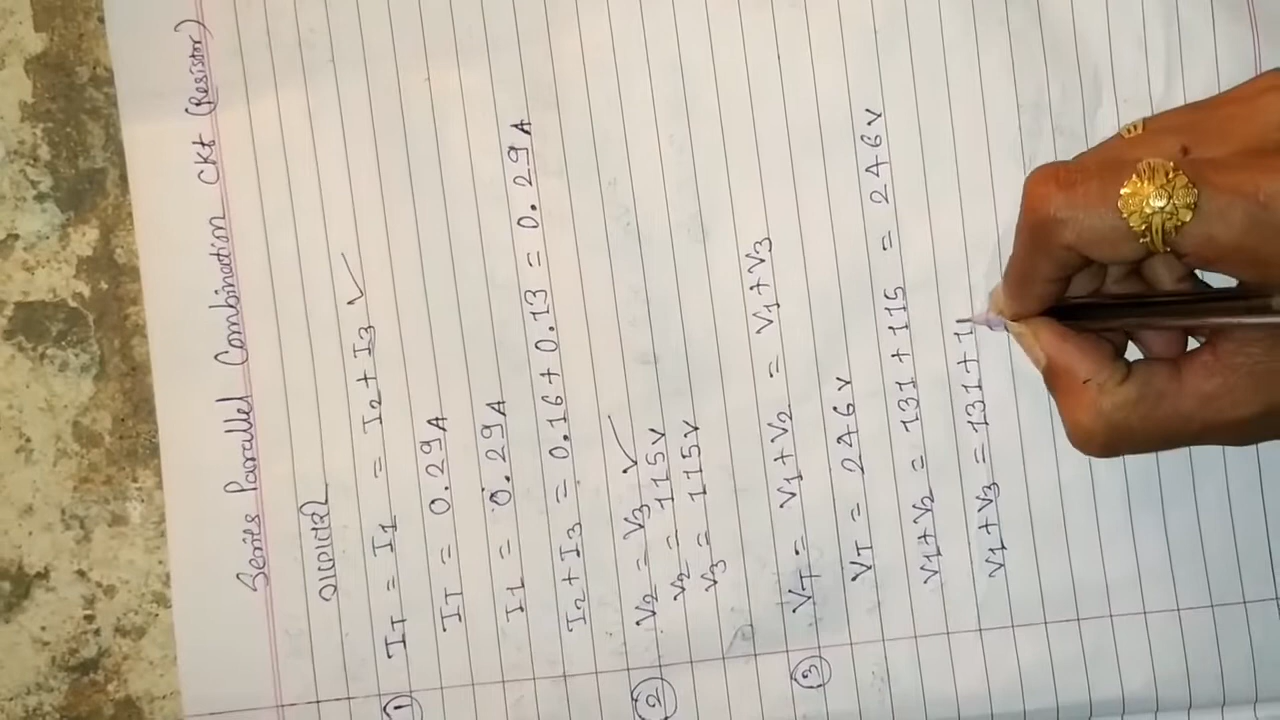 Series Parallel Combination Ckt (Resistor)
① IT = I1 = I2 + I3 ✓
IT = 0.29A
I1 = 0.29A
I2 + I3 = 0.16 + 0.13 = 0.29A
② V2 = V3 ✓
V2 = 115V
V3 = 115V
③ VT = V1 + V2 = V1 + V3
VT = 246V
V1 + V2 = 131 + 115 = 246V
V1 + V3 = 131 + 1